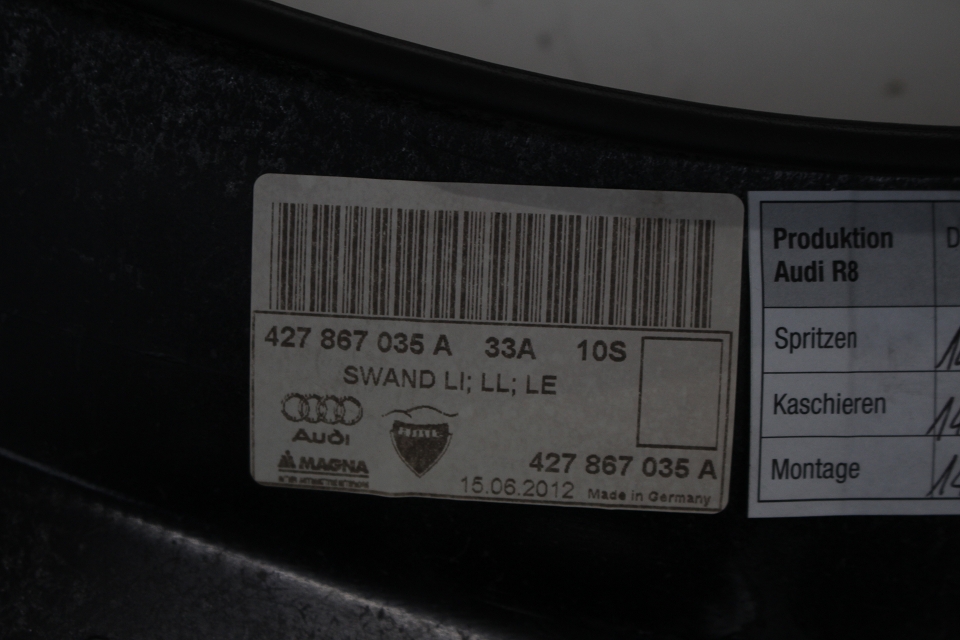 427 867 035 A 33A 10S
SWAND LI; LL; LE
Audi
MAGNA
427 867 035 A
15.06.2012 Made in Germany
Produktion
Audi R8
Spritzen
Kaschieren
Montage